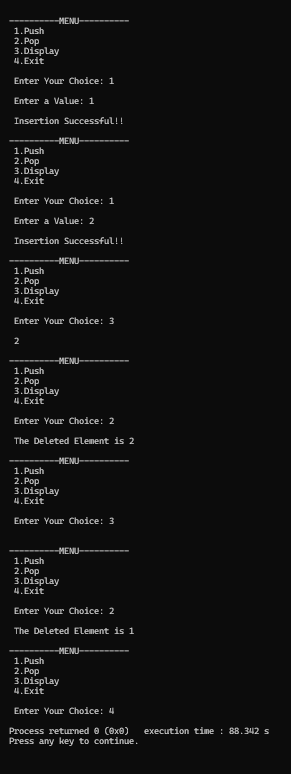 ----------MENU----------
1.Push
2.Pop
3.Display
4.Exit
Enter Your Choice: 1
Enter a Value: 1
Insertion Successful!!
----------MENU----------
1.Push
2.Pop
3.Display
4.Exit
Enter Your Choice: 1
Enter a Value: 2
Insertion Successful!!
----------MENU----------
1.Push
2.Pop
3.Display
4.Exit
Enter Your Choice: 3
2
----------MENU----------
1.Push
2.Pop
3.Display
4.Exit
Enter Your Choice: 2
The Deleted Element is 2
----------MENU----------
1.Push
2.Pop
3.Display
4.Exit
Enter Your Choice: 3
----------MENU----------
1.Push
2.Pop
3.Display
4.Exit
Enter Your Choice: 2
The Deleted Element is 1
----------MENU----------
1.Push
2.Pop
3.Display
4.Exit
Enter Your Choice: 4
Process returned 0 (0x0)   execution time : 88.342 s
Press any key to continue.